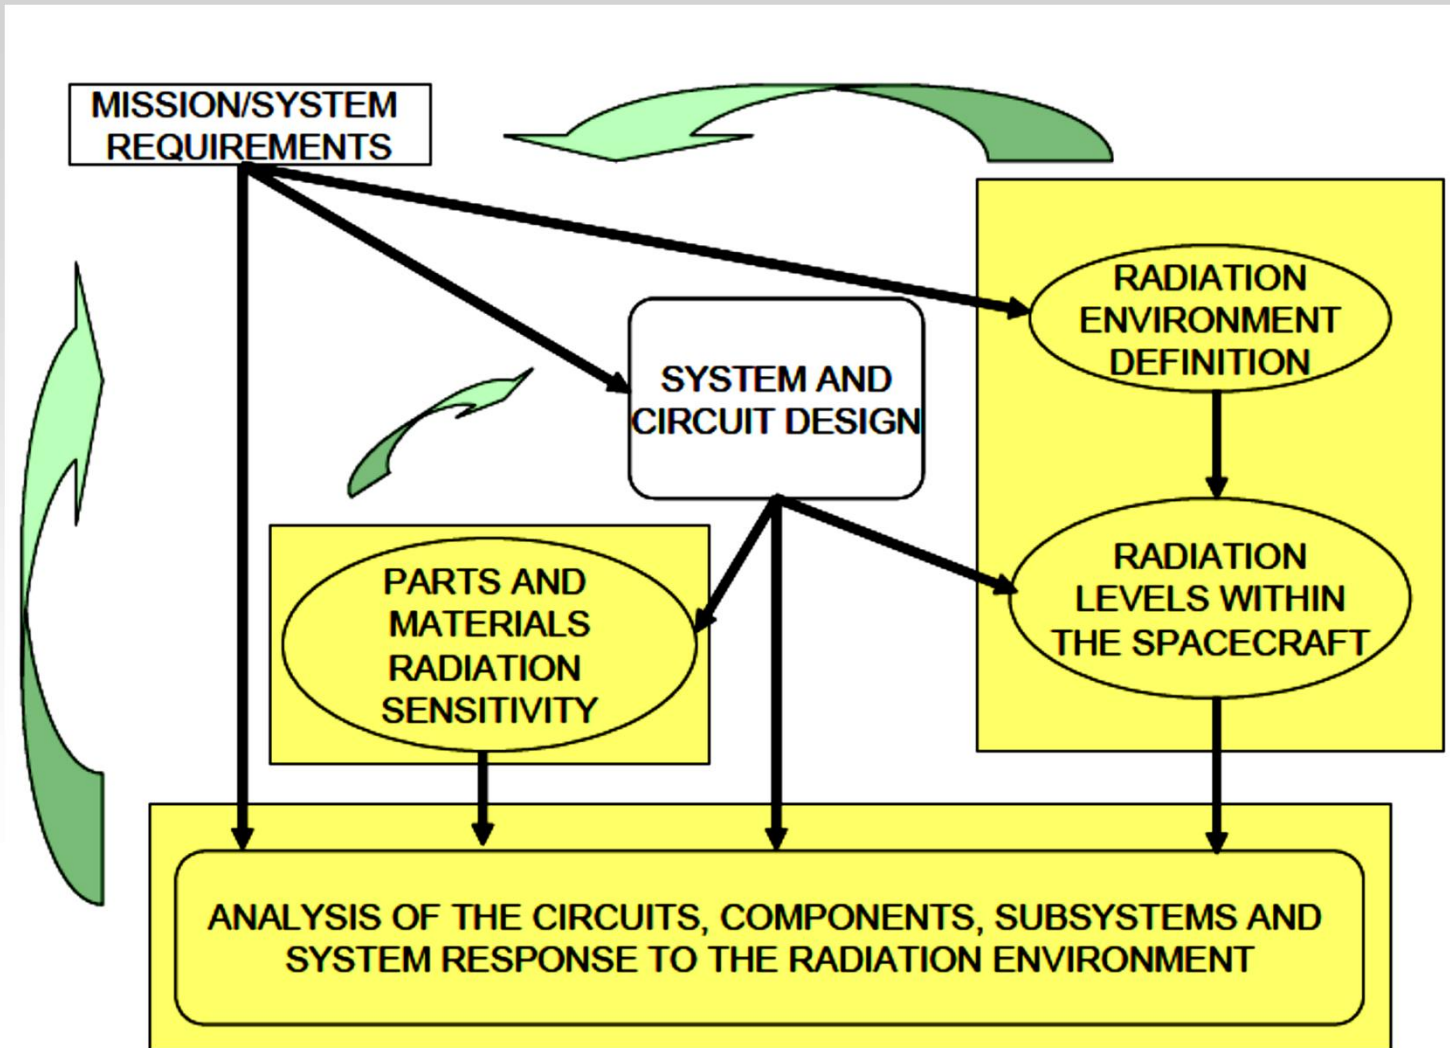 MISSION/SYSTEM
REQUIREMENTS
RADIATION
ENVIRONMENT
DEFINITION
SYSTEM AND
CIRCUIT DESIGN
RADIATION
LEVELS WITHIN
THE SPACECRAFT
PARTS AND
MATERIALS
RADIATION
SENSITIVITY
ANALYSIS OF THE CIRCUITS, COMPONENTS, SUBSYSTEMS AND
SYSTEM RESPONSE TO THE RADIATION ENVIRONMENT